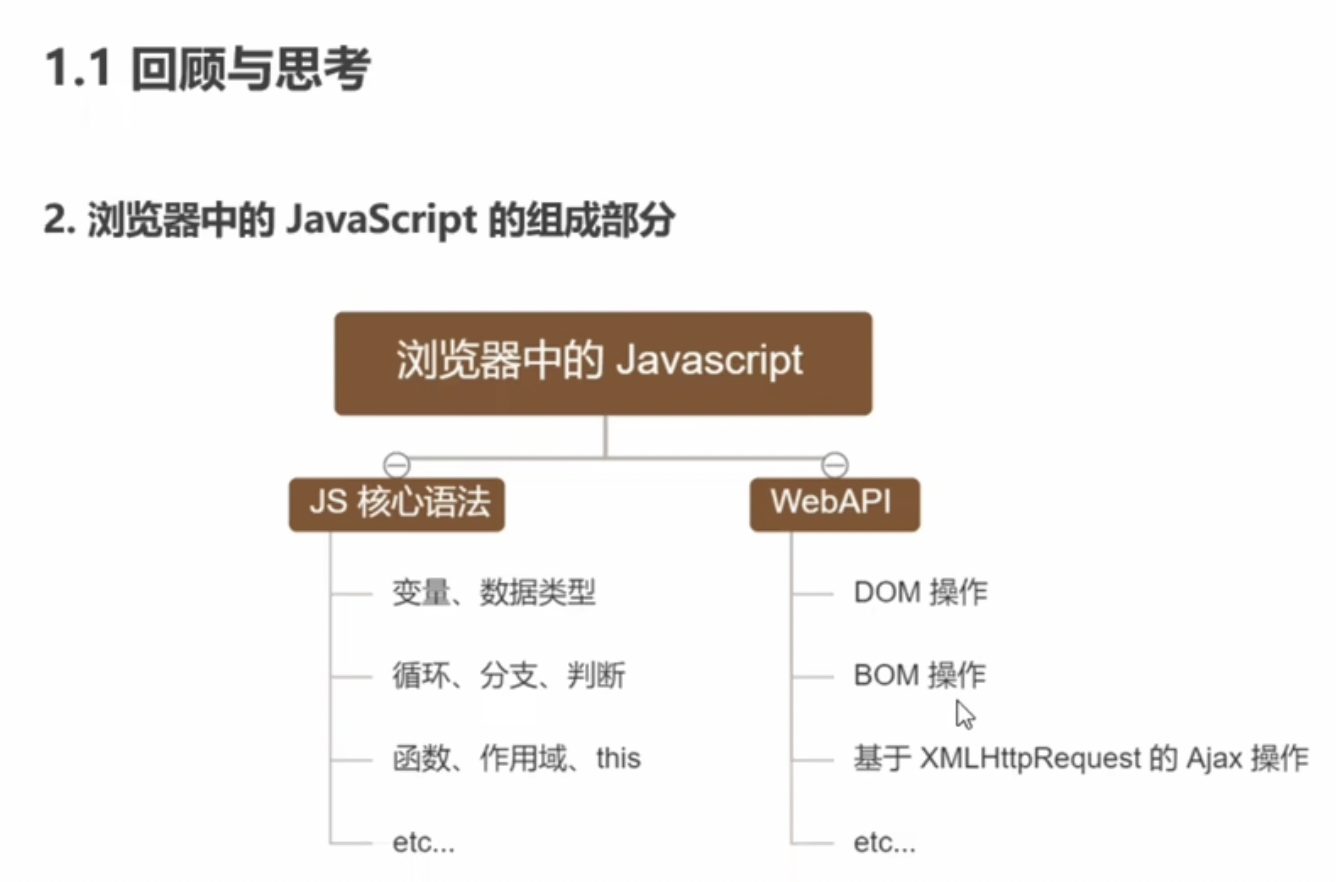 1.1 回顾与思考
2. 浏览器中的 JavaScript 的组成部分
浏览器中的 Javascript
JS 核心语法
WebAPI
变量、数据类型
DOM 操作
循环、分支、判断
BOM 操作
函数、作用域、this
基于 XMLHttpRequest 的 Ajax 操作
etc...
etc...